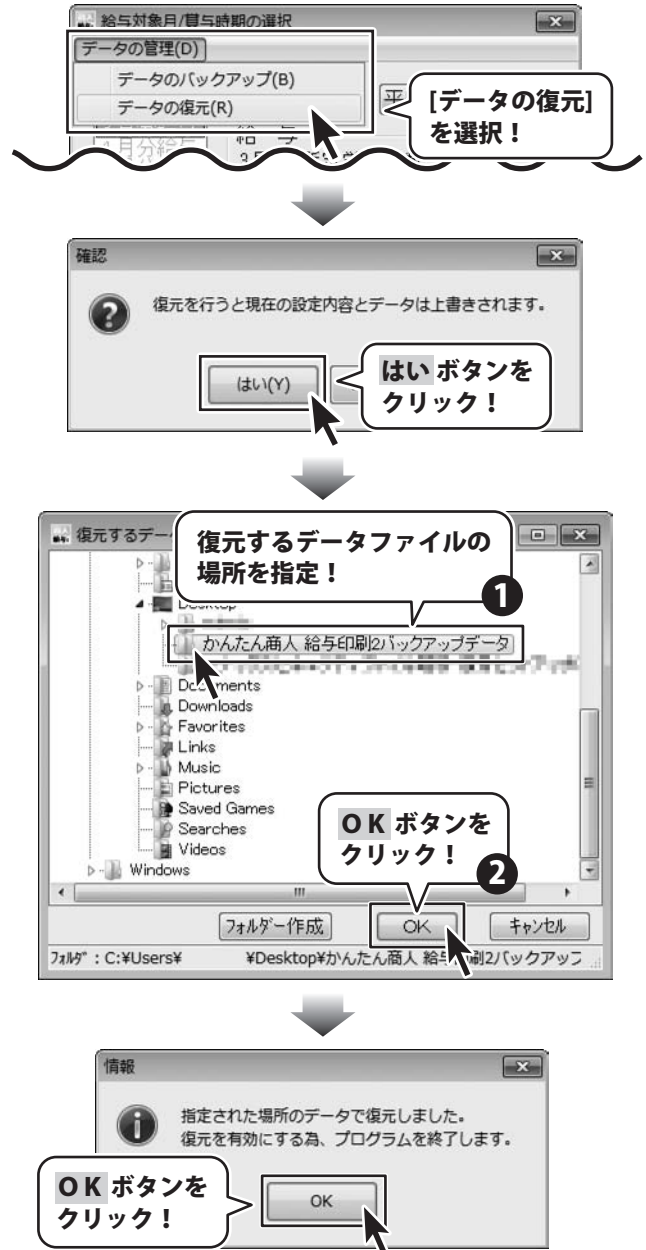 給与対象月/賞与時期の選択
データの管理(D)
データのバックアップ(B)
データの復元(R)
平
[データの復元]
を選択！
確認
復元を行うと現在の設定内容とデータは上書きされます。
はい(Y)
はい ボタンを
クリック！
復元するデー
復元するデータファイルの
場所を指定！
1
Desktop
かんたん商人 給与印刷2バックアップデータ
Documents
Downloads
Favorites
Links
Music
Pictures
Saved Games
Searches
Videos
Windows
OK ボタンを
クリック！
2
フォルダー作成
OK
キャンセル
ﾌｫﾙﾀﾞ：C:¥Users¥ ¥Desktop¥かんたん商人 給与印刷2バックアップ
情報
指定された場所のデータで復元しました。
復元を有効にする為、プログラムを終了します。
OK
OK ボタンを
クリック！